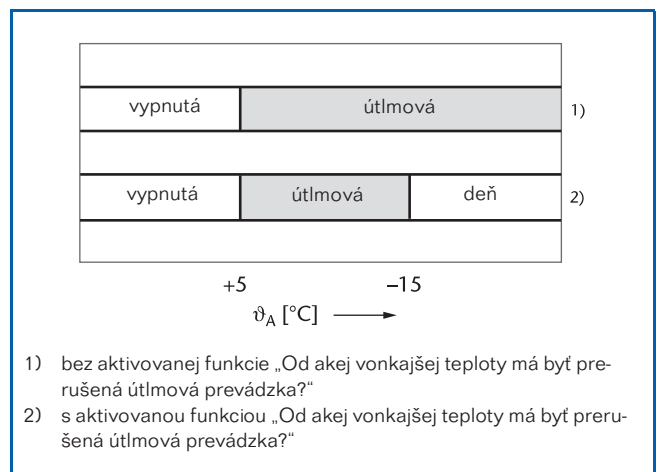 vypnutá útlmová 1)
vypnutá útlmová deň 2)
+5 –15
ϑA [°C]
1) bez aktivovanej funkcie „Od akej vonkajšej teploty má byť pre-
rušená útlmová prevádzka?“
2) s aktivovanou funkciou „Od akej vonkajšej teploty má byť preru-
šená útlmová prevádzka?“